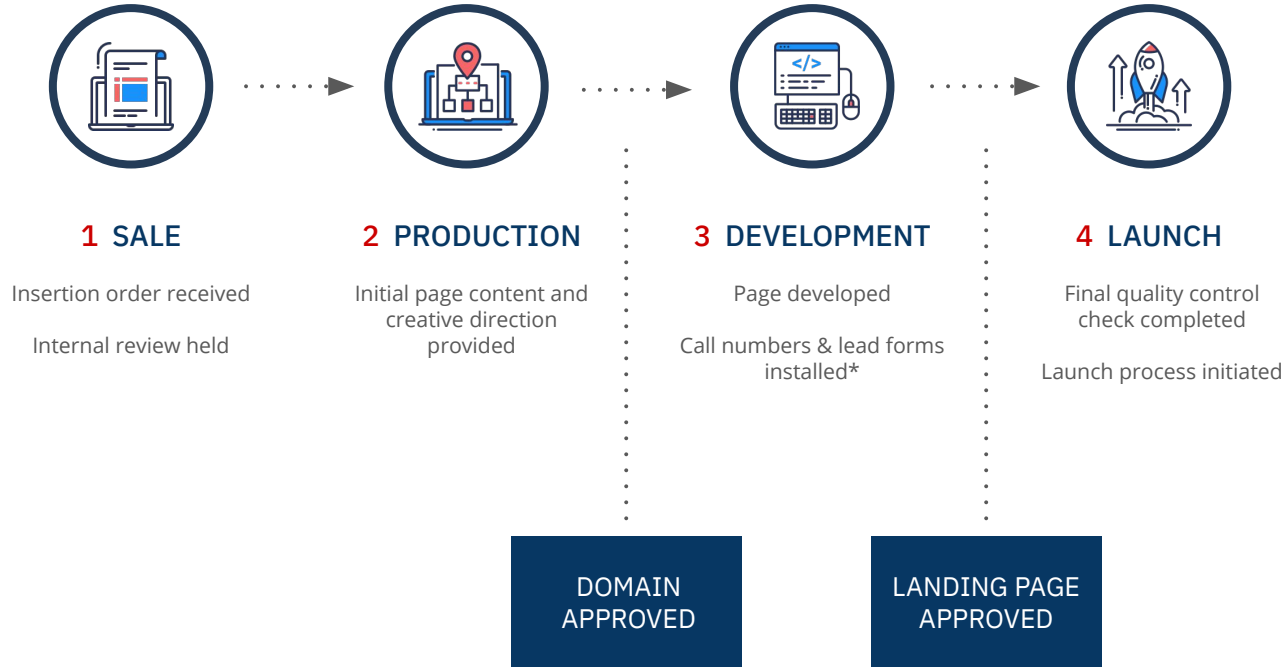 </>
1 SALE
Insertion order received
Internal review held
2 PRODUCTION
Initial page content and
creative direction
provided
3 DEVELOPMENT
Page developed
Call numbers & lead forms
installed*
4 LAUNCH
Final quality control
check completed
Launch process initiated
DOMAIN
APPROVED
LANDING PAGE
APPROVED